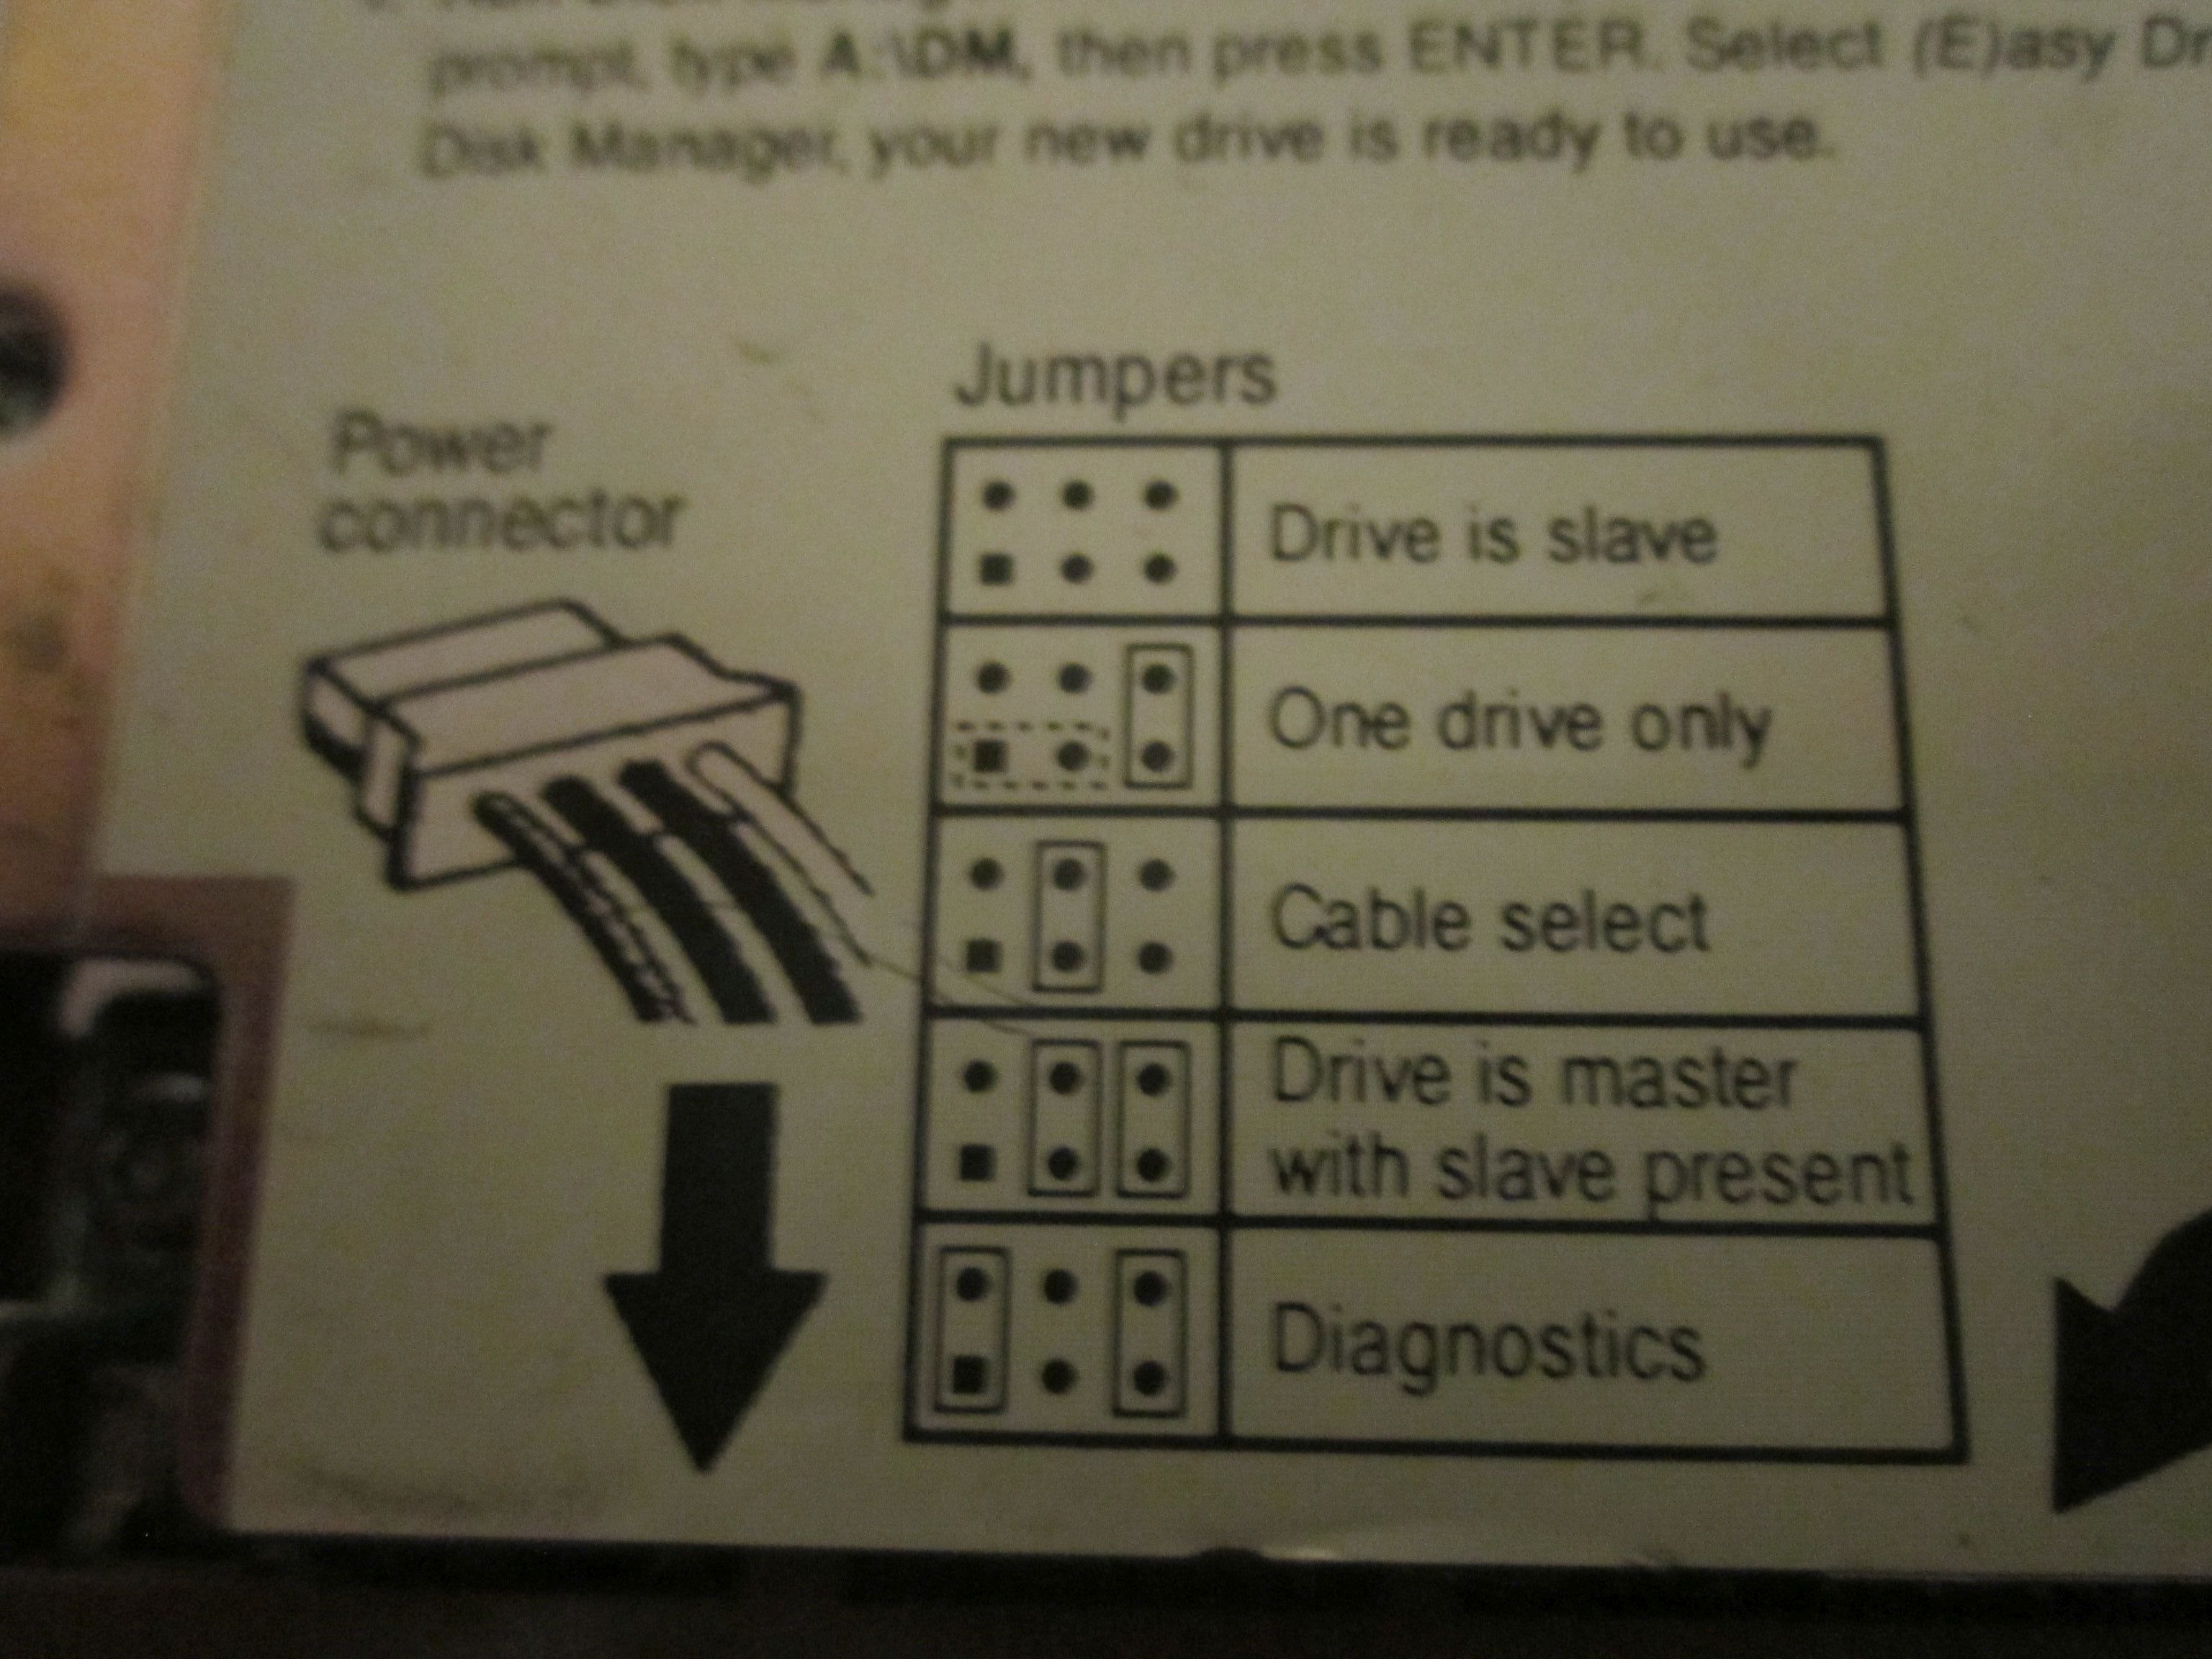 prompt, type A:\DM, then press ENTER. Select (E)asy
Disk Manager, your new drive is ready to use.
Jumpers
Power
connector
Drive is slave
One drive only
Cable select
Drive is master
with slave present
Diagnostics